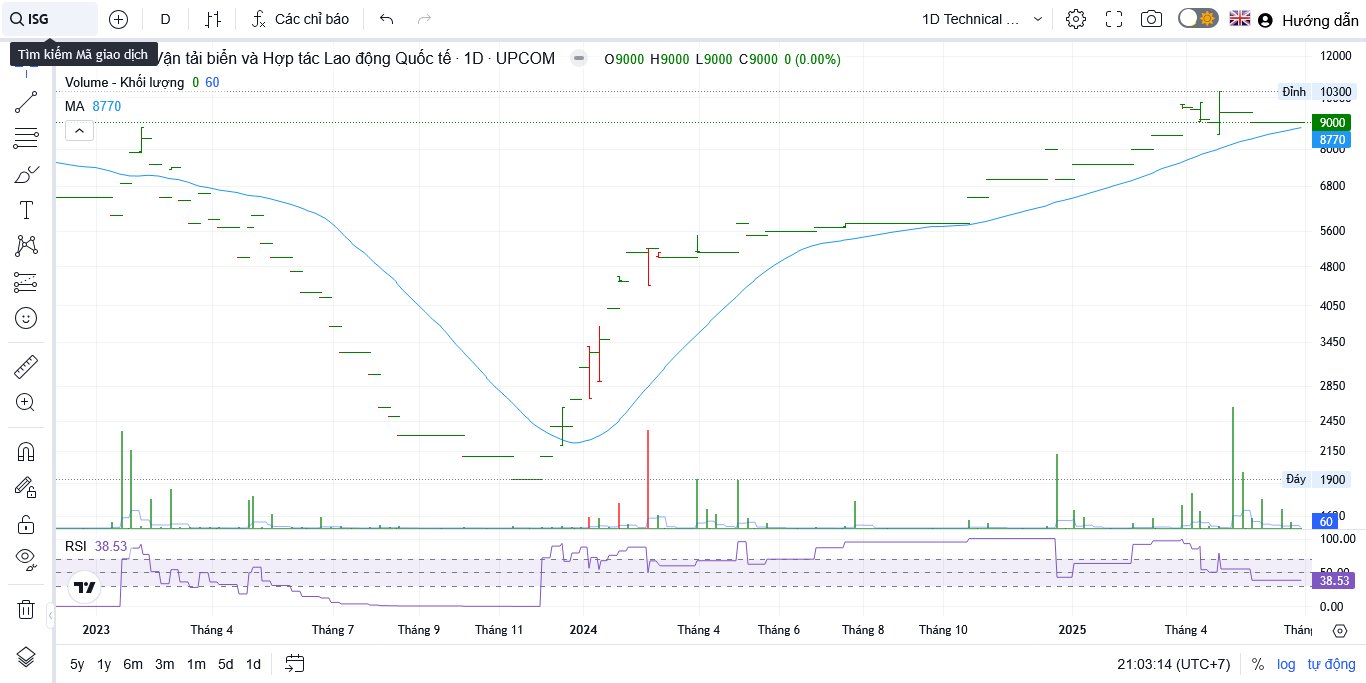 ISG
D
Các chỉ báo
1D Technical ...
Hướng dẫn
Tìm kiếm Mã giao dịch
Vận tải biển và Hợp tác Lao động Quốc tế · 1D · UPCOM
O9000 H9000 L9000 C9000 0 (0.00%)
Volume - Khối lượng 0 60
MA 8770
12000
Đỉnh 10300
9000
8770
8000
6800
5600
4800
4050
3450
2850
2450
2150
Đáy 1900
60
RSI 38.53
100.00
38.53
0.00
2023 Tháng 4 Tháng 7 Tháng 9 Tháng 11 2024 Tháng 4 Tháng 6 Tháng 8 Tháng 10 2025 Tháng 4
5y 1y 6m 3m 1m 5d 1d
21:03:14 (UTC+7) % log tự động